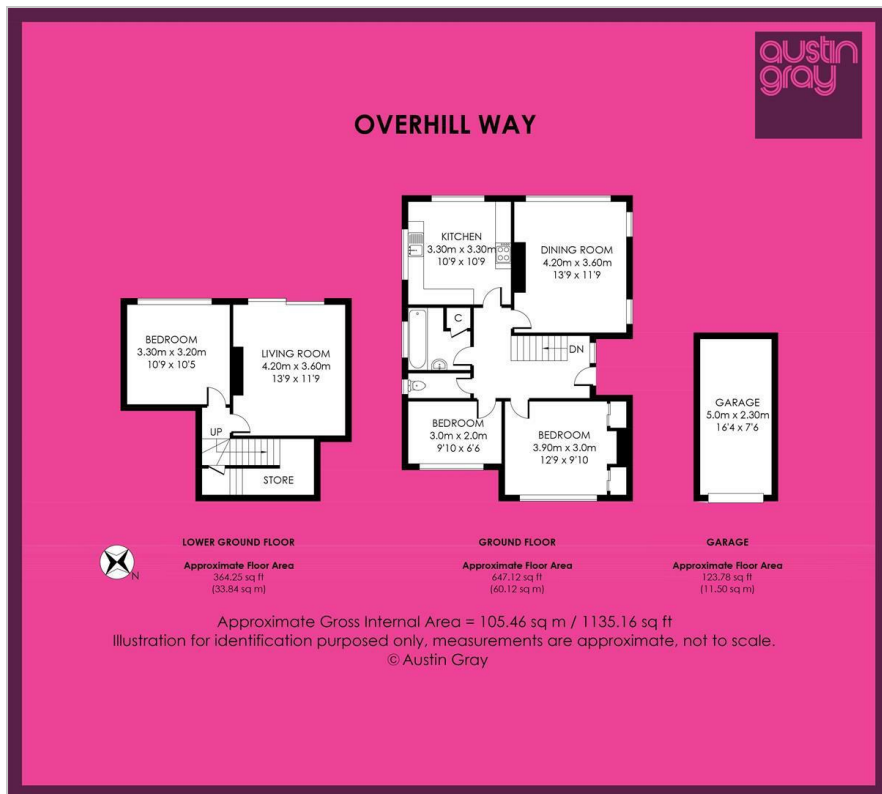 austin
gray
OVERHILL WAY
KITCHEN
3.30m x 3.30m
10'9 x 10'9
DINING ROOM
4.20m x 3.60m
13'9 x 11'9
C
DN
BEDROOM
3.30m x 3.20m
10'9 x 10'5
LIVING ROOM
4.20m x 3.60m
13'9 x 11'9
UP
STORE
BEDROOM
3.0m x 2.0m
9'10 x 6'6
BEDROOM
3.90m x 3.0m
12'9 x 9'10
GARAGE
5.0m x 2.30m
16'4 x 7'6
N
LOWER GROUND FLOOR
Approximate Floor Area
364.25 sq ft
(33.84 sq m)
GROUND FLOOR
Approximate Floor Area
647.12 sq ft
(60.12 sq m)
GARAGE
Approximate Floor Area
123.78 sq ft
(11.50 sq m)
Approximate Gross Internal Area = 105.46 sq m / 1135.16 sq ft
Illustration for identification purposed only, measurements are approximate, not to scale.
© Austin Gray